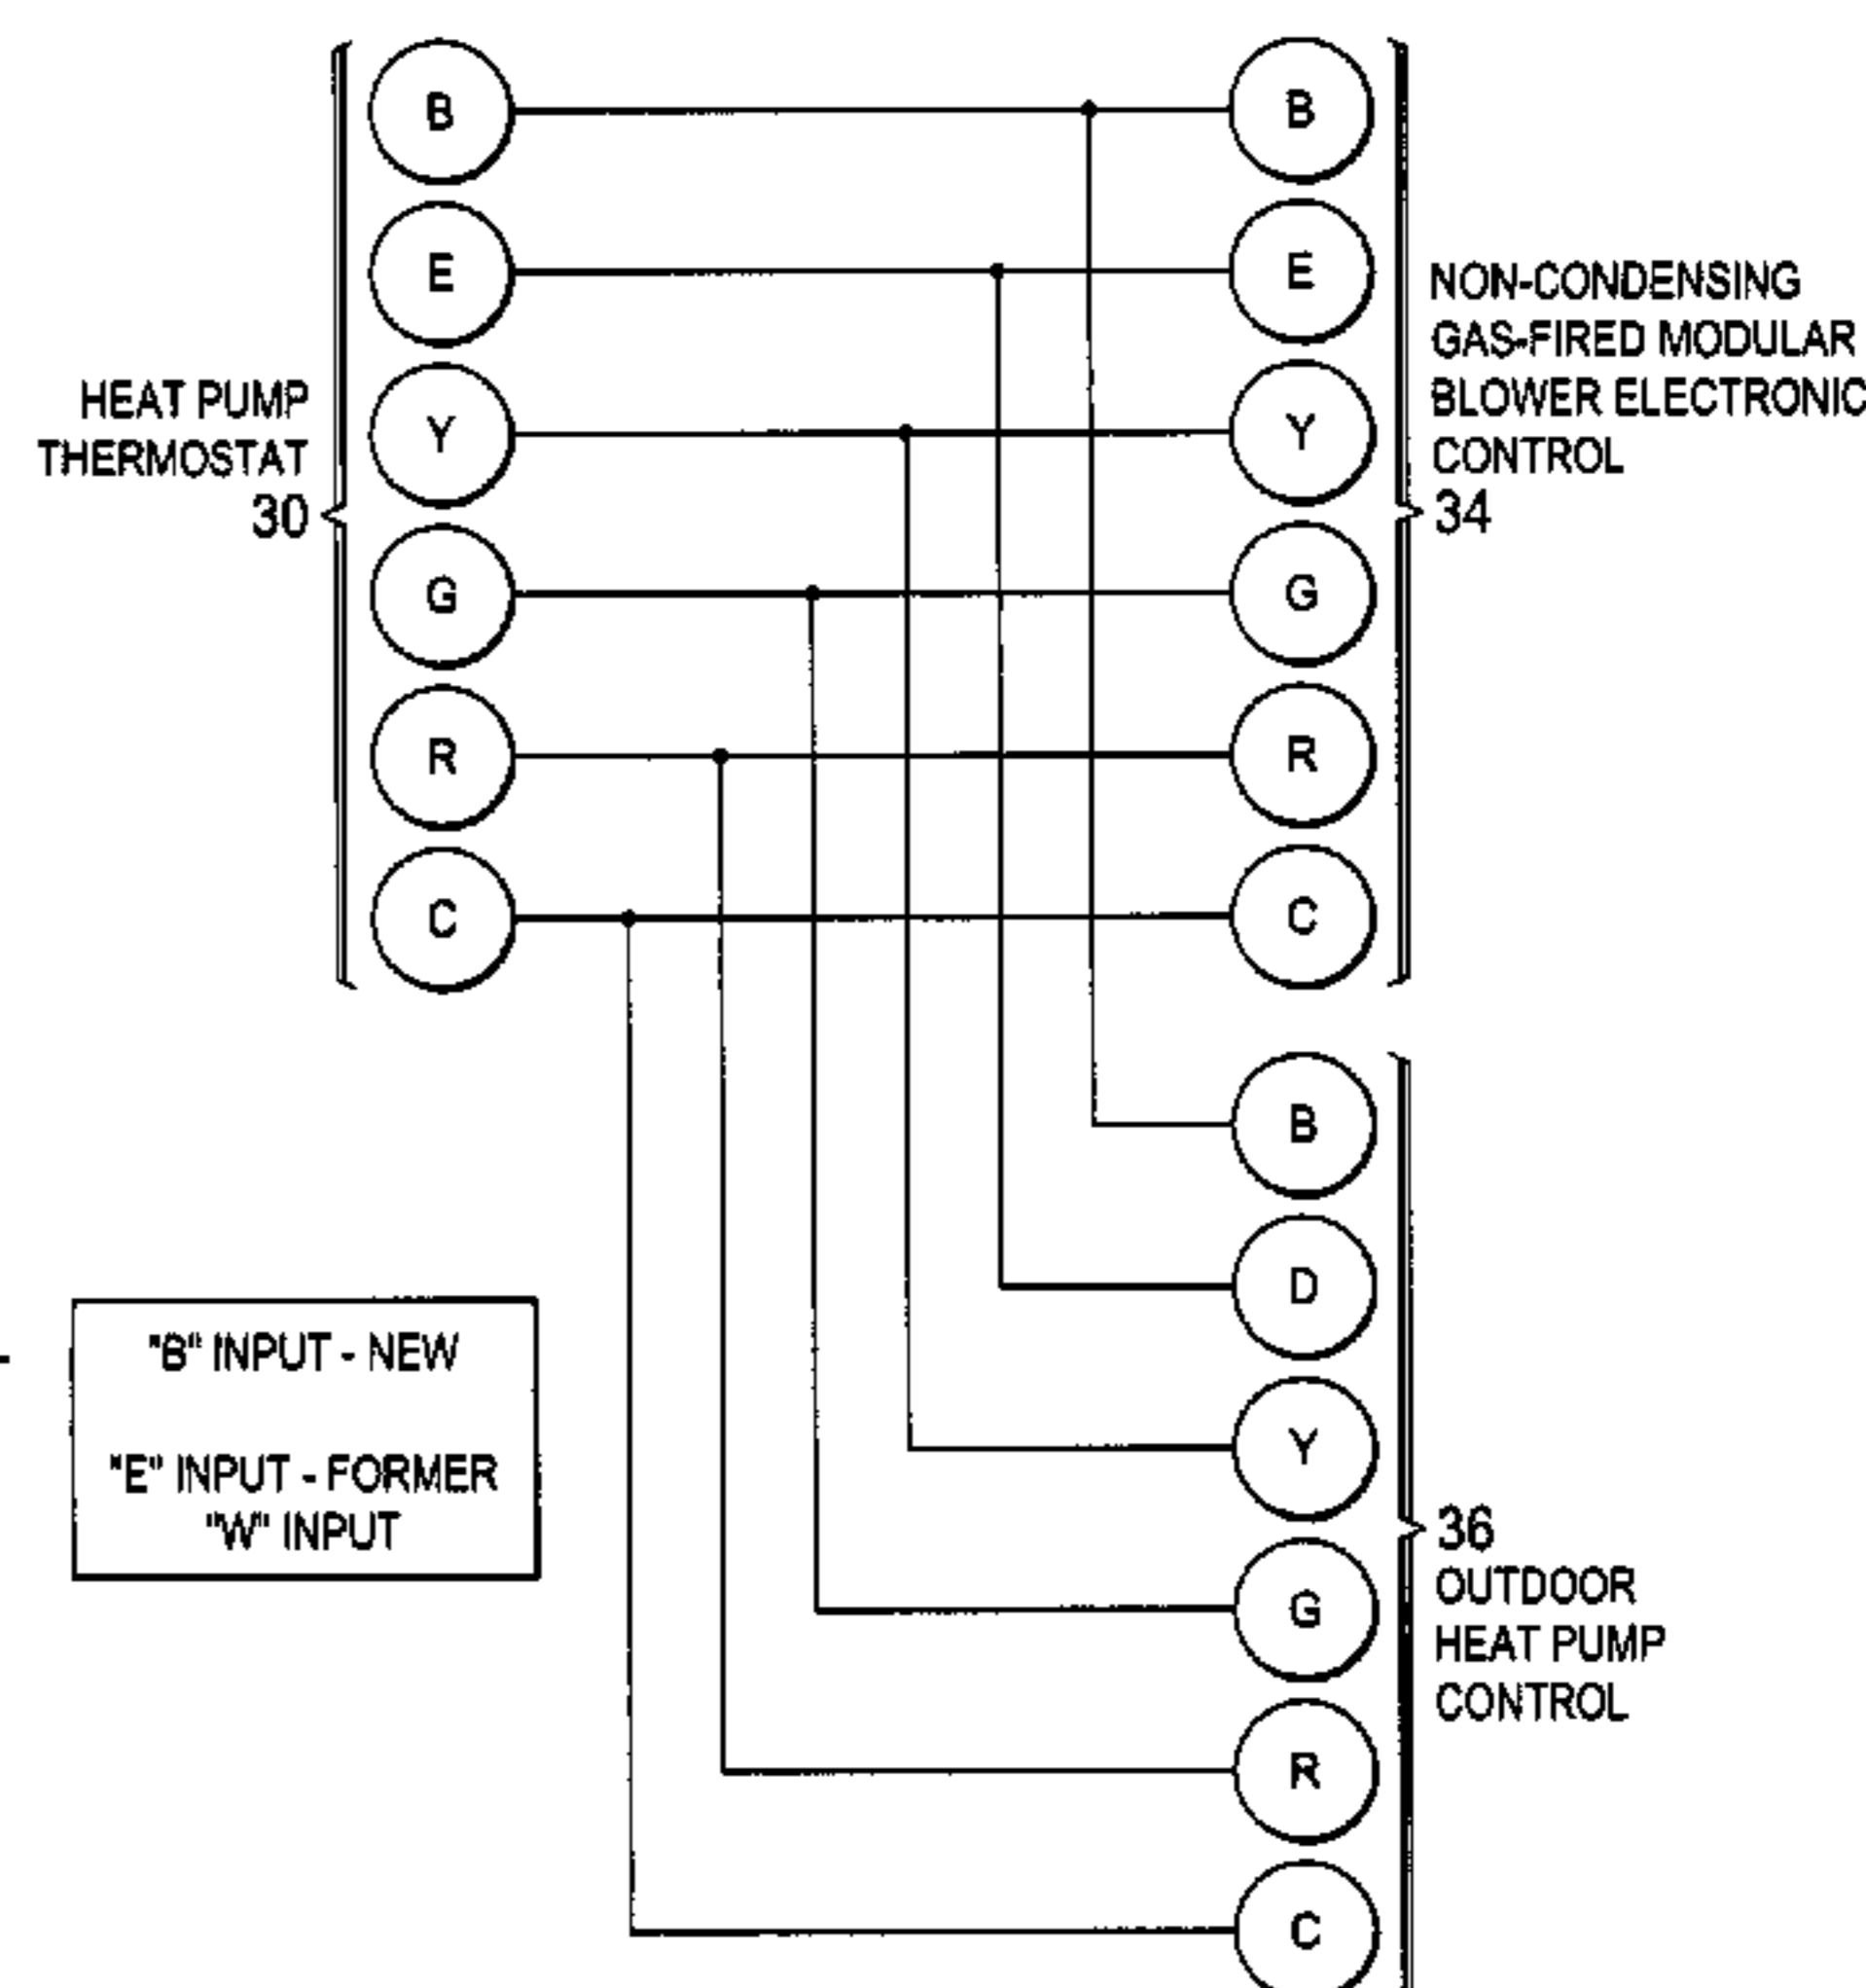 B
E
Y
G
R
C
HEAT PUMP
THERMOSTAT
30
B
E
Y
G
R
C
NON-CONDENSING
GAS-FIRED MODULAR
BLOWER ELECTRONIC
CONTROL
34
B
D
Y
G
R
C
36
OUTDOOR
HEAT PUMP
CONTROL
"B" INPUT - NEW
"E" INPUT - FORMER
"W" INPUT